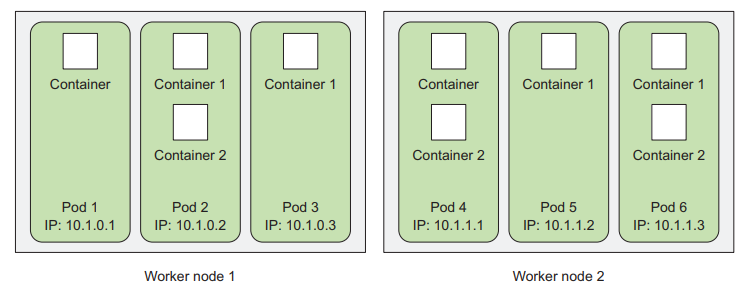 Container
Container 1
Container 1
Container 2
Pod 1
IP: 10.1.0.1
Pod 2
IP: 10.1.0.2
Pod 3
IP: 10.1.0.3
Worker node 1
Container
Container 1
Container 1
Container 2
Container 2
Pod 4
IP: 10.1.1.1
Pod 5
IP: 10.1.1.2
Pod 6
IP: 10.1.1.3
Worker node 2